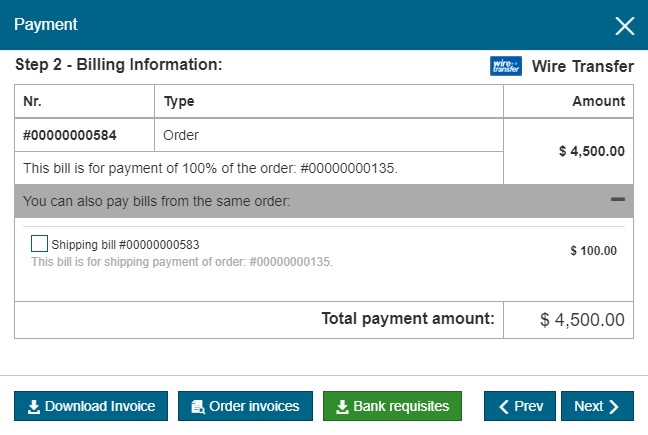 Payment
Step 2 - Billing Information:
wire transfer Wire Transfer
Nr. Type Amount
#00000000584 Order
$ 4,500.00
This bill is for payment of 100% of the order: #00000000135.
You can also pay bills from the same order:
Shipping bill #00000000583
$ 100.00
This bill is for shipping payment of order: #00000000135.
Total payment amount: $ 4,500.00
Download Invoice Order invoices Bank requisites Prev Next